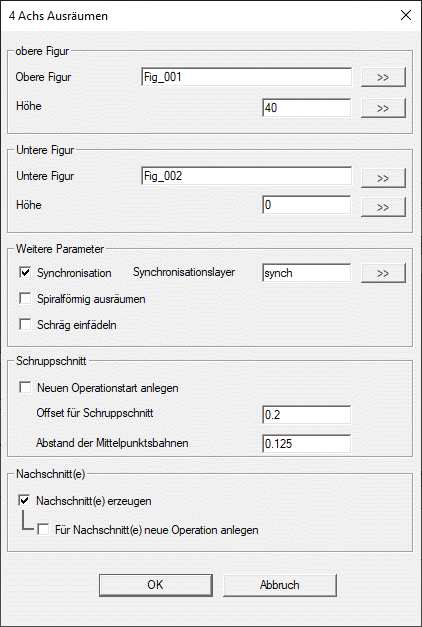 4 Achs Ausräumen
obere Figur
Obere Figur Fig_001 >>
Höhe 40 >>
Untere Figur
Untere Figur Fig_002 >>
Höhe 0 >>
Weitere Parameter
Synchronisation Synchronisationslayer synch >>
Spiralförmig ausräumen
Schräg einfädeln
Schruppschnitt
Neuen Operationstart anlegen
Offset für Schruppschnitt 0.2
Abstand der Mittelpunktsbahnen 0.125
Nachschnitt(e)
Nachschnitt(e) erzeugen
Für Nachschnitt(e) neue Operation anlegen
OK Abbruch